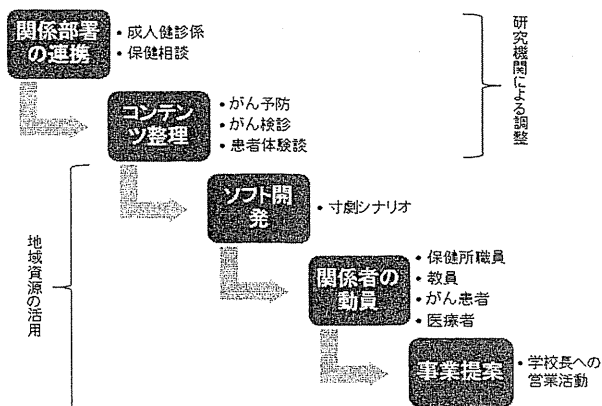 関係部署
の連携
• 成人健診係
• 保健相談
研究機関による調整
コンテン
ツ整理
• がん予防
• がん検診
• 患者体験談
ソフト開
発
• 寸劇シナリオ
地域資源の活用
関係者の
動員
• 保健所職員
• 教員
• がん患者
• 医療者
事業提案
• 学校長への
営業活動